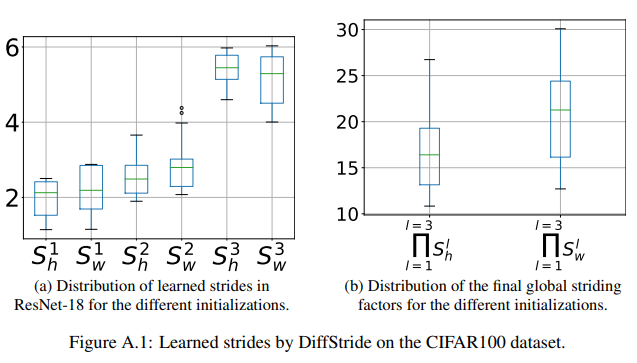 6
4
2
S_h^1 S_w^1 S_h^2 S_w^2 S_h^3 S_w^3
(a) Distribution of learned strides in
ResNet-18 for the different initializations.
30
25
20
15
10
l = 3 l = 3
∏S_h^l ∏S_w^l
l = 1 l = 1
(b) Distribution of the final global striding
factors for the different initializations.
Figure A.1: Learned strides by DiffStride on the CIFAR100 dataset.